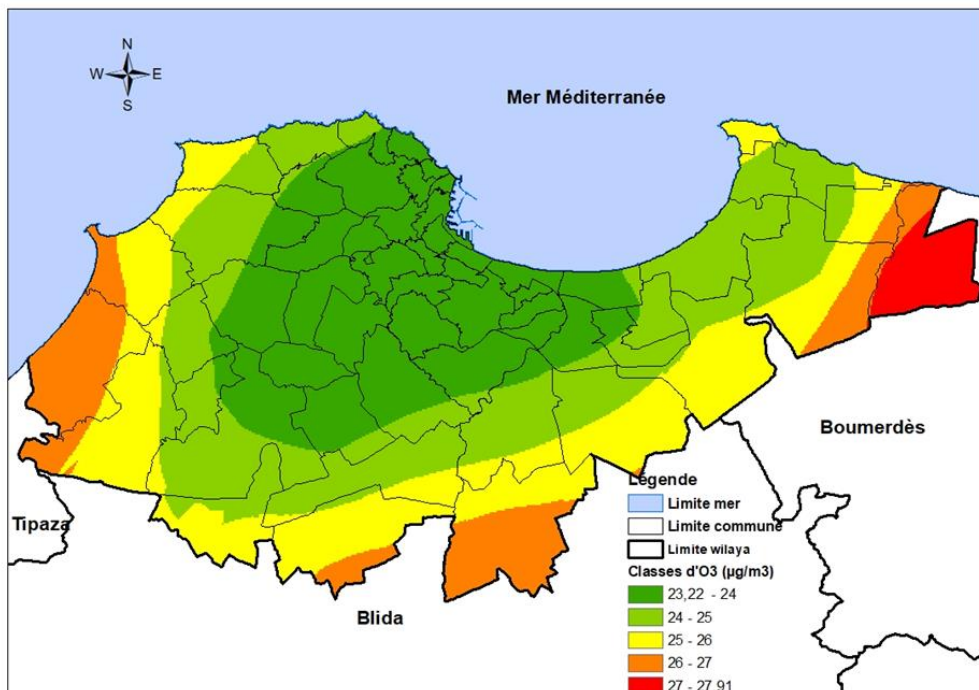 N
W E
S
Mer Méditerranée
Boumerdès
Tipaza
Blida
Légende
Limite mer
Limite commune
Limite wilaya
Classes d'O3 (µg/m3)
23,22 - 24
24 - 25
25 - 26
26 - 27
27 - 27,91